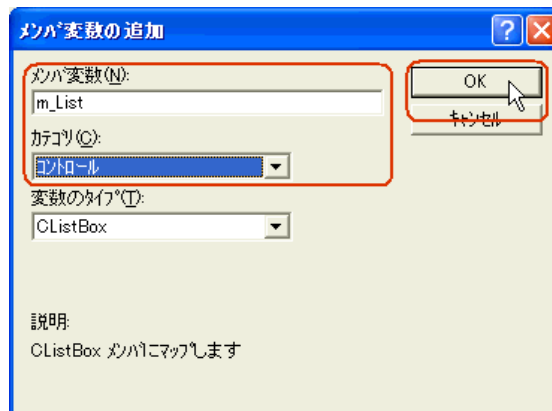 ﾒﾝﾊﾞ変数の追加
ﾒﾝﾊﾞ変数(N):
m_List
OK
ｷｬﾝｾﾙ
ｶﾃｺﾞﾘ(C):
ｺﾝﾄﾛｰﾙ
変数のﾀｲﾌﾟ(T):
CListBox
説明:
CListBox ﾒﾝﾊﾞにﾏｯﾌﾟします